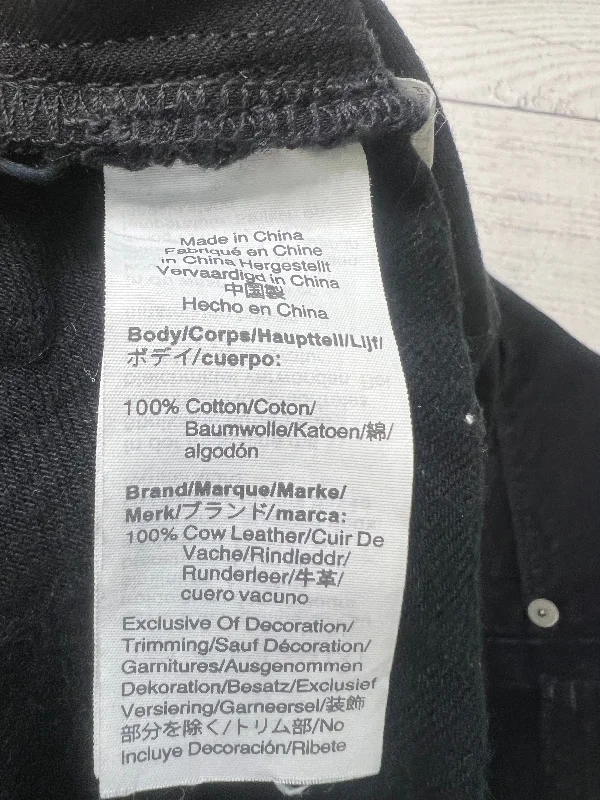 Made in China
Fabriqué en Chine
in China Hergestellt
Vervaardigd in China
中国製
Hecho en China
Body/Corps/Hauptteil/Lijf/
ボデイ/cuerpo:
100% Cotton/Coton/
Baumwolle/Katoen/綿/
algodón
Brand/Marque/Marke/
Merk/ブランド/marca:
100% Cow Leather/Cuir De
Vache/Rindleddr/
Runderleer/牛革/
cuero vacuno
Exclusive Of Decoration/
Trimming/Sauf Décoration/
Garnitures/Ausgenommen
Dekoration/Besatz/Exclusief
Versiering/Garneersel/装飾
部分を除く/トリム部/No
Incluye Decoración/Ribete